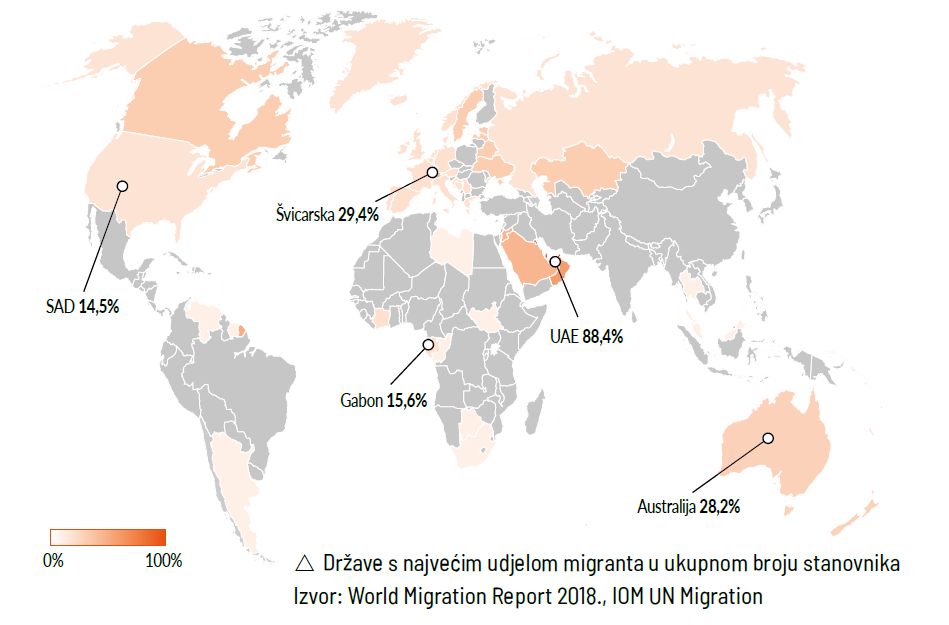 Švicarska 29,4%
SAD 14,5%
UAE 88,4%
Gabon 15,6%
Australija 28,2%
0% 100%
△ Države s najvećim udjelom migranta u ukupnom broju stanovnika
Izvor: World Migration Report 2018., IOM UN Migration